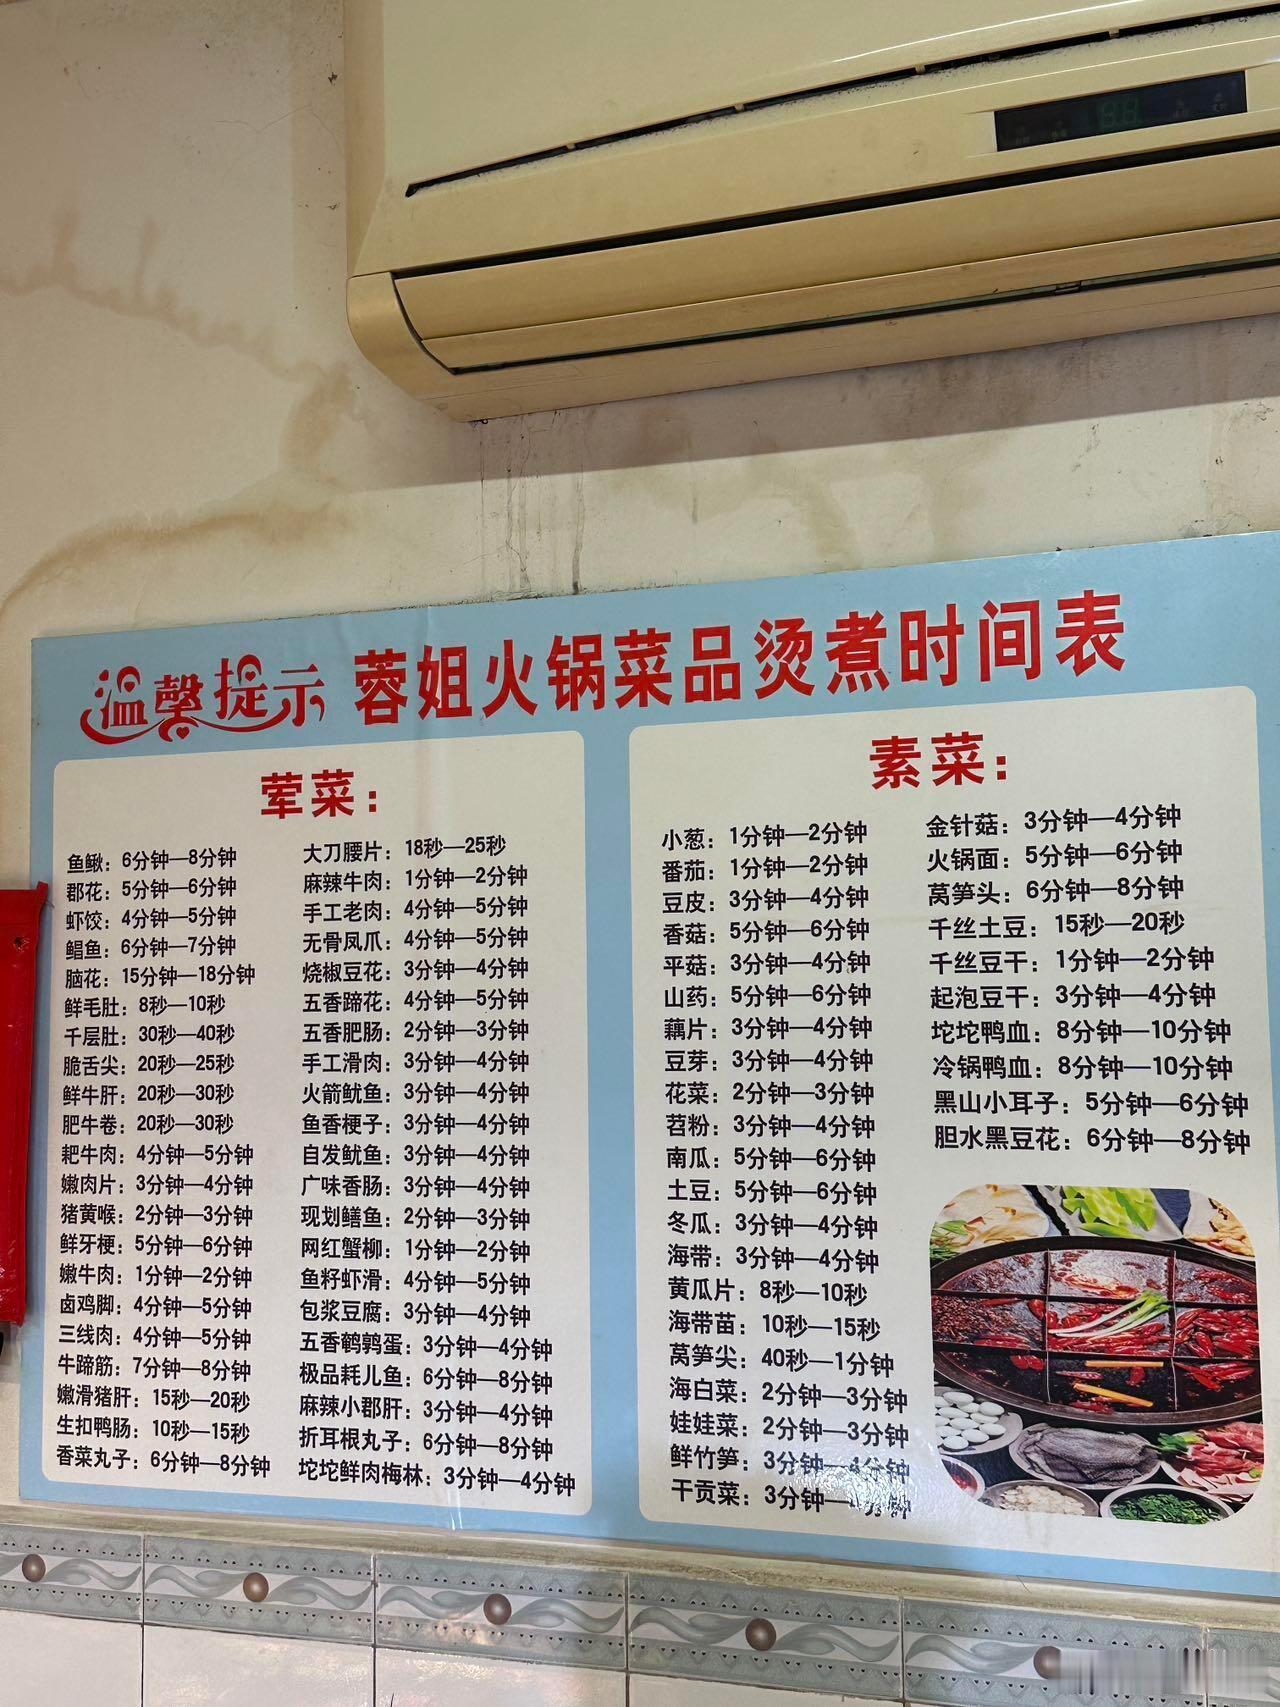 温馨提示 蓉姐火锅菜品烫煮时间表
荤菜：
鱼鳅：6分钟—8分钟
郡花：5分钟—6分钟
虾饺：4分钟—5分钟
鲳鱼：6分钟—7分钟
脑花：15分钟—18分钟
鲜毛肚：8秒—10秒
千层肚：30秒—40秒
脆舌尖：20秒—25秒
鲜牛肝：20秒—30秒
肥牛卷：20秒—30秒
耙牛肉：4分钟—5分钟
嫩肉片：3分钟—4分钟
猪黄喉：2分钟—3分钟
鲜牙梗：5分钟—6分钟
嫩牛肉：1分钟—2分钟
卤鸡脚：4分钟—5分钟
三线肉：4分钟—5分钟
牛蹄筋：7分钟—8分钟
嫩滑猪肝：15秒—20秒
生扣鸭肠：10秒—15秒
香菜丸子：6分钟—8分钟
大刀腰片：18秒—25秒
麻辣牛肉：1分钟—2分钟
手工老肉：4分钟—5分钟
无骨凤爪：4分钟—5分钟
烧椒豆花：3分钟—4分钟
五香蹄花：4分钟—5分钟
五香肥肠：2分钟—3分钟
手工滑肉：3分钟—4分钟
火箭鱿鱼：3分钟—4分钟
鱼香梗子：3分钟—4分钟
自发鱿鱼：3分钟—4分钟
广味香肠：3分钟—4分钟
现划鳝鱼：2分钟—3分钟
网红蟹柳：1分钟—2分钟
鱼籽虾滑：4分钟—5分钟
包浆豆腐：3分钟—4分钟
五香鹌鹑蛋：3分钟—4分钟
极品耗儿鱼：6分钟—8分钟
麻辣小郡肝：3分钟—4分钟
折耳根丸子：6分钟—8分钟
坨坨鲜肉梅林：3分钟—4分钟
素菜：
小葱：1分钟—2分钟
番茄：1分钟—2分钟
豆皮：3分钟—4分钟
香菇：5分钟—6分钟
平菇：3分钟—4分钟
山药：5分钟—6分钟
藕片：3分钟—4分钟
豆芽：3分钟—4分钟
花菜：2分钟—3分钟
苕粉：3分钟—4分钟
南瓜：5分钟—6分钟
土豆：5分钟—6分钟
冬瓜：3分钟—4分钟
海带：3分钟—4分钟
黄瓜片：8秒—10秒
海带苗：10秒—15秒
莴笋尖：40秒—1分钟
海白菜：2分钟—3分钟
娃娃菜：2分钟—3分钟
鲜竹笋：3分钟—4分钟
干贡菜：3分钟—4分钟
金针菇：3分钟—4分钟
火锅面：5分钟—6分钟
莴笋头：6分钟—8分钟
千丝土豆：15秒—20秒
千丝豆干：1分钟—2分钟
起泡豆干：3分钟—4分钟
坨坨鸭血：8分钟—10分钟
冷锅鸭血：8分钟—10分钟
黑山小耳子：5分钟—6分钟
胆水黑豆花：6分钟—8分钟